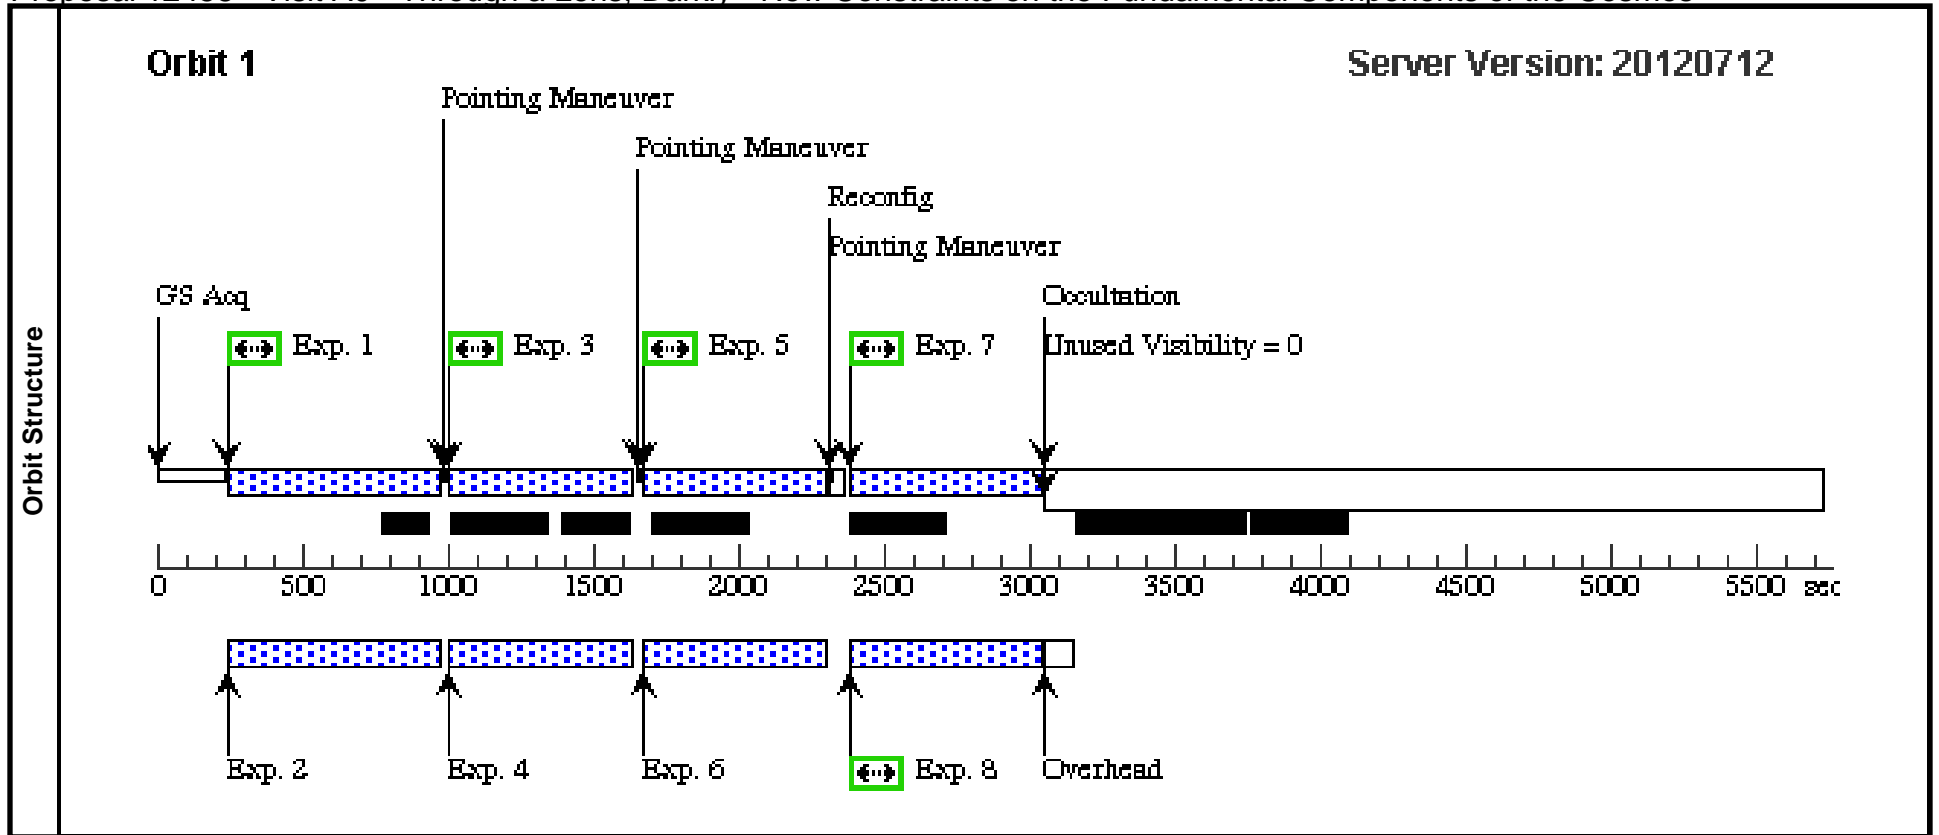 Orbit Structure
Orbit 1
Server Version: 20120712
Pointing Maneuver
Pointing Maneuver
Reconfig
Pointing Maneuver
GS Acq
Occultation
Exp. 1
Exp. 3
Exp. 5
Exp. 7
Unused Visibility = 0
0 500 1000 1500 2000 2500 3000 3500 4000 4500 5000 5500 sec
Exp. 2
Exp. 4
Exp. 6
Exp. 8
Overhead